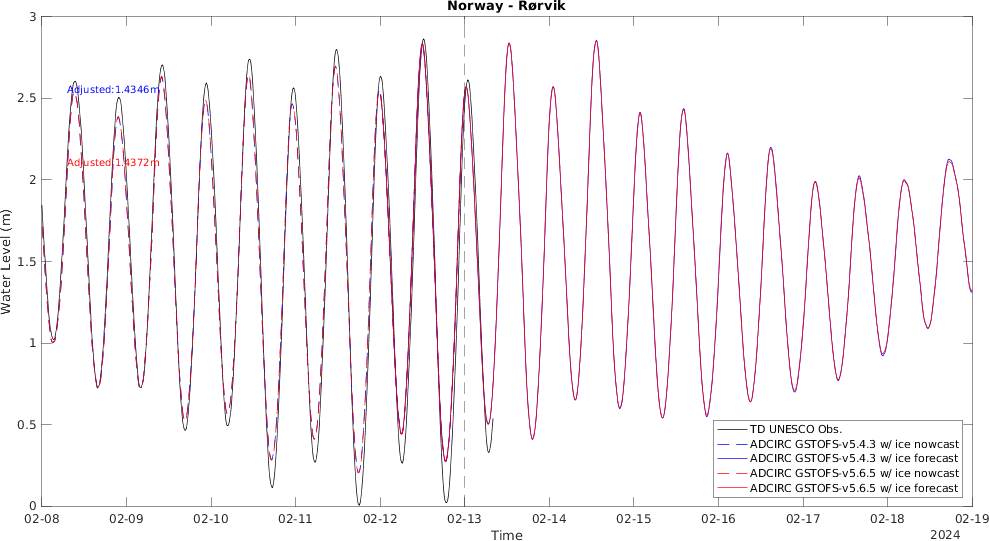 Norway - Rørvik
3
2.5
2
1.5
1
0.5
0
Water Level (m)
Adjusted:1.4346m
Adjusted:1.4372m
TD UNESCO Obs.
ADCIRC GSTOFS-v5.4.3 w/ ice nowcast
ADCIRC GSTOFS-v5.4.3 w/ ice forecast
ADCIRC GSTOFS-v5.6.5 w/ ice nowcast
ADCIRC GSTOFS-v5.6.5 w/ ice forecast
02-08 02-09 02-10 02-11 02-12 02-13 02-14 02-15 02-16 02-17 02-18 02-19
Time
2024